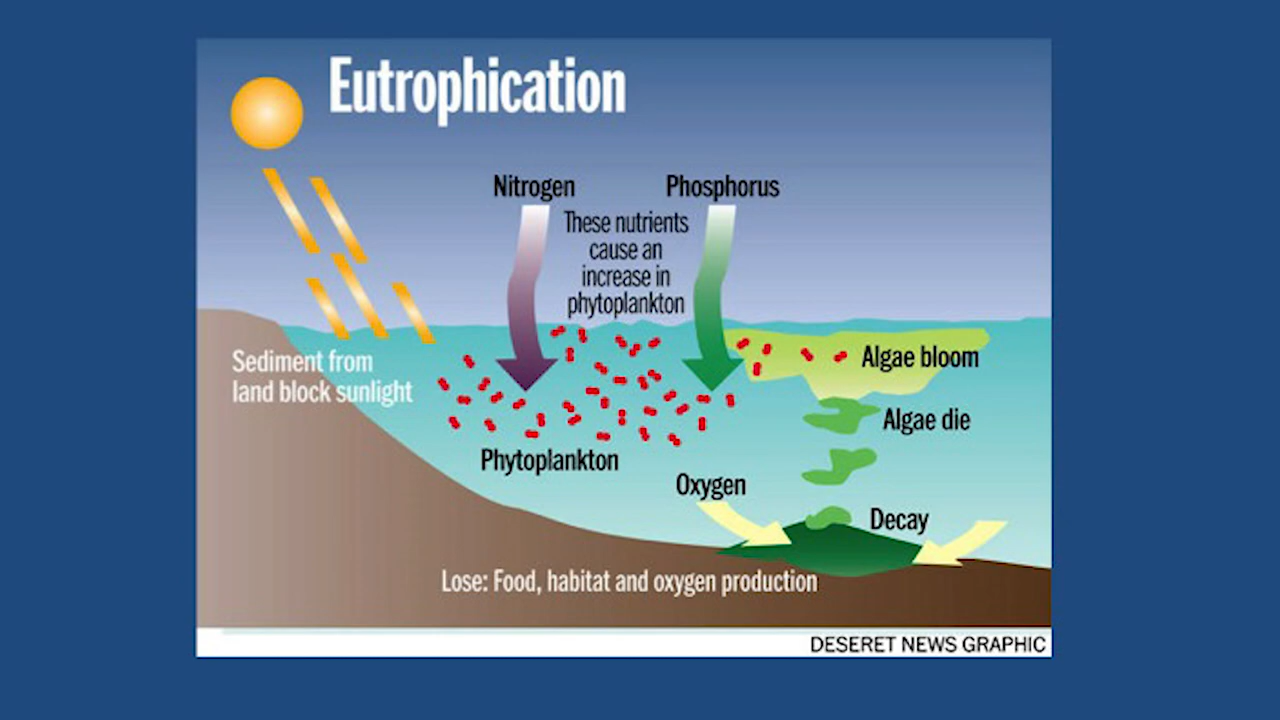 Eutrophication
Nitrogen
Phosphorus
These nutrients
cause an
increase in
phytoplankton
Sediment from
land block sunlight
Algae bloom
Algae die
Phytoplankton
Oxygen
Decay
Lose: Food, habitat and oxygen production
DESERET NEWS GRAPHIC